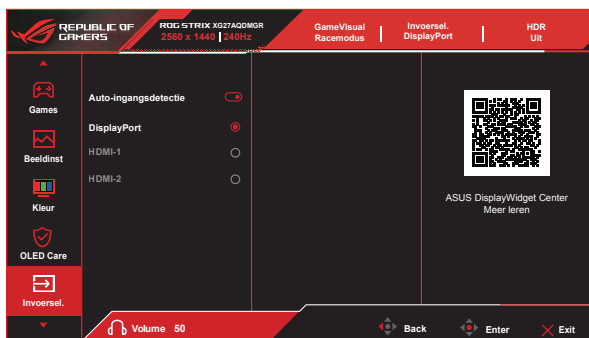 REPUBLIC OF
GAMERS
ROG STRIX XG27AQDMGR
2560 x 1440 240Hz
GameVisual
Racemodus
Invoersel.
DisplayPort
HDR
Uit
Games
Beeldinst
Kleur
OLED Care
Invoersel.
Auto-ingangsdetectie
DisplayPort
HDMI-1
HDMI-2
ASUS DisplayWidget Center
Meer leren
Volume 50
Back
Enter
Exit